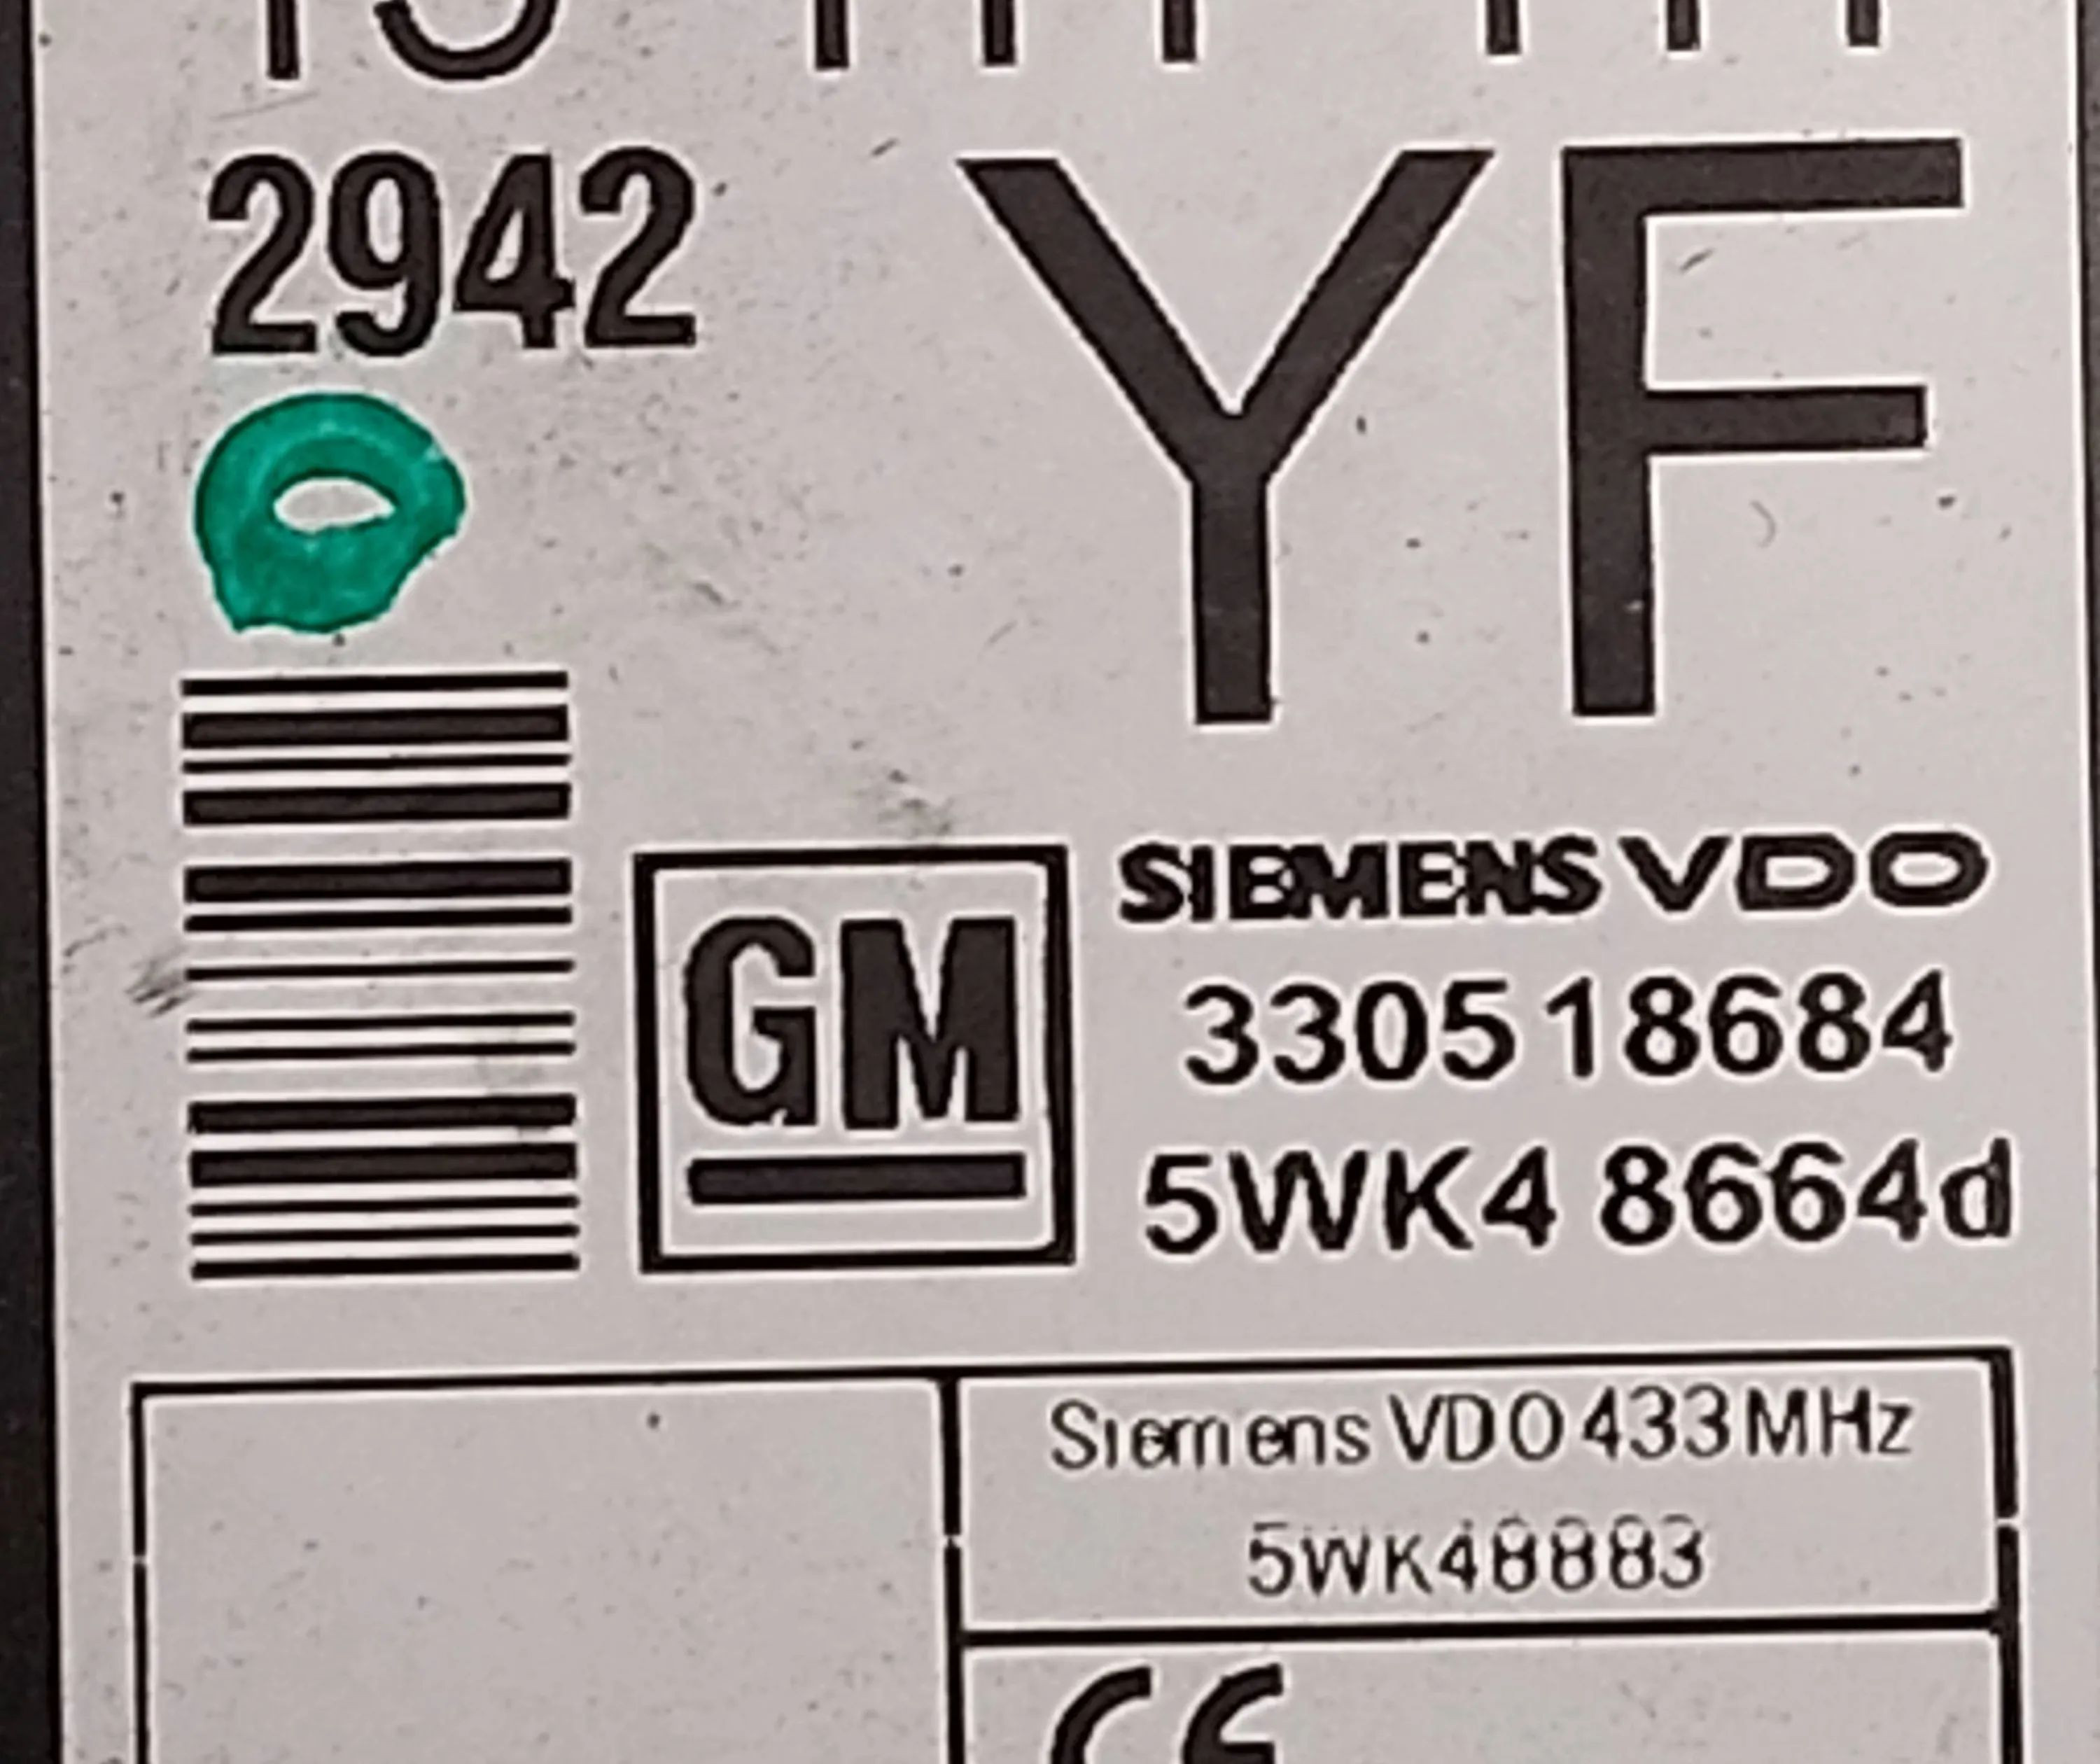 2942
YF
GM
SIEMENS VDO
330518684
5WK4 8664d
Siemens VDO 433MHz
5WK48883
CE